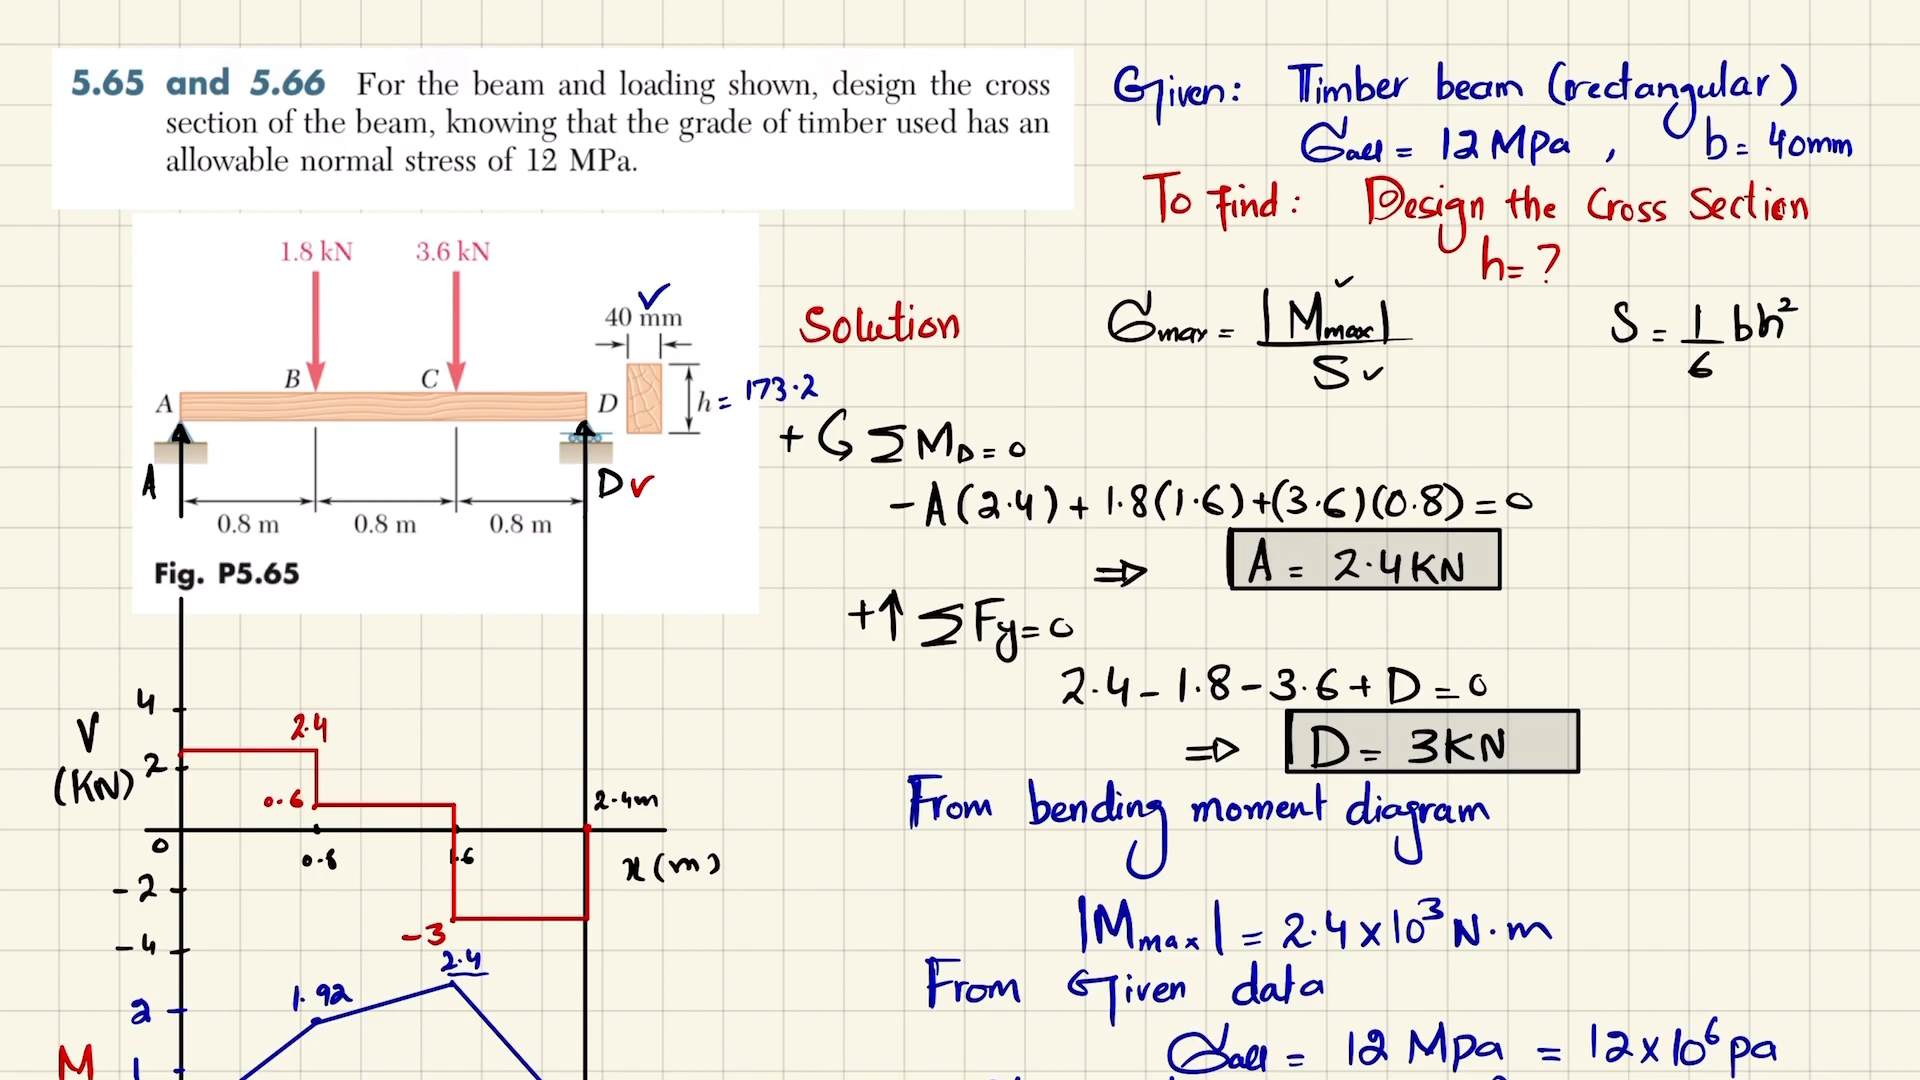 5.65 and 5.66 For the beam and loading shown, design the cross
section of the beam, knowing that the grade of timber used has an
allowable normal stress of 12 MPa.
1.8 kN 3.6 kN
40 mm
B C
A D h = 173.2
A D
0.8 m 0.8 m 0.8 m
Fig. P5.65
V
(KN)
4
2
0
-2
-4
2.4
0.6
-3
0.8
1.6
2.4m
x(m)
M
2
1
1.92
2.4
Given: Timber beam (rectangular)
σall = 12 MPa , b = 40mm
To Find: Design the Cross Section
h = ?
Solution
σmax = |Mmax| / S
S = 1/6 bh²
+ ↺ ΣMD = 0
-A(2.4) + 1.8(1.6) + (3.6)(0.8) = 0
⇒ A = 2.4KN
+↑ ΣFy = 0
2.4 - 1.8 - 3.6 + D = 0
⇒ D = 3KN
From bending moment diagram
|Mmax| = 2.4 x 10³ N.m
From Given data
σall = 12 Mpa = 12x10⁶ pa